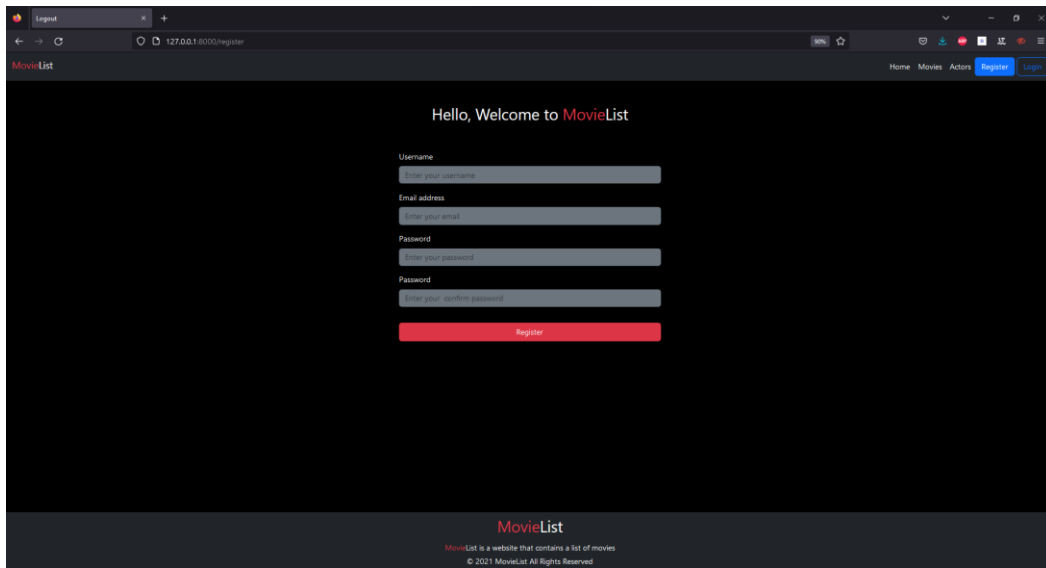 Logout
127.0.0.1:8000/register
90%
MovieList
Home Movies Actors Register Login
Hello, Welcome to MovieList
Username
Enter your username
Email address
Enter your email
Password
Enter your password
Password
Enter your confirm password
Register
MovieList
MovieList is a website that contains a list of movies
© 2021 MovieList All Rights Reserved